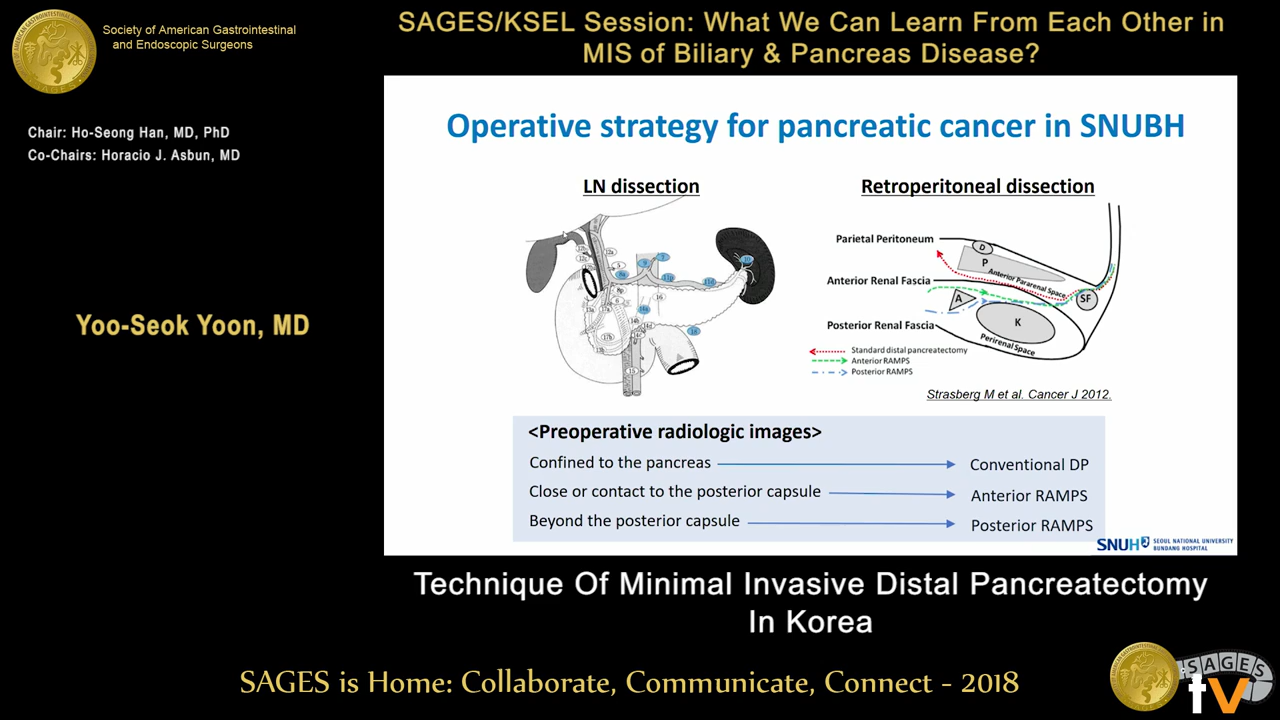 Society of American Gastrointestinal
and Endoscopic Surgeons
SAGES/KSEL Session: What We Can Learn From Each Other in
MIS of Biliary & Pancreas Disease?
Chair: Ho-Seong Han, MD, PhD
Co-Chairs: Horacio J. Asbun, MD
Yoo-Seok Yoon, MD
Operative strategy for pancreatic cancer in SNUBH
LN dissection
Retroperitoneal dissection
Parietal Peritoneum
D
P
Anterior Pararenal Space
Anterior Renal Fascia
A
SF
K
Posterior Renal Fascia
Perirenal Space
Standard distal pancreatectomy
Anterior RAMPS
Posterior RAMPS
16
Strasberg M et al. Cancer J 2012.
<Preoperative radiologic images>
Confined to the pancreas
Conventional DP
Close or contact to the posterior capsule
Anterior RAMPS
Beyond the posterior capsule
Posterior RAMPS
SNUH
SEOUL NATIONAL UNIVERSITY
BUNDANG HOSPITAL
Technique Of Minimal Invasive Distal Pancreatectomy
In Korea
SAGES is Home: Collaborate, Communicate, Connect - 2018
SAGES
tv